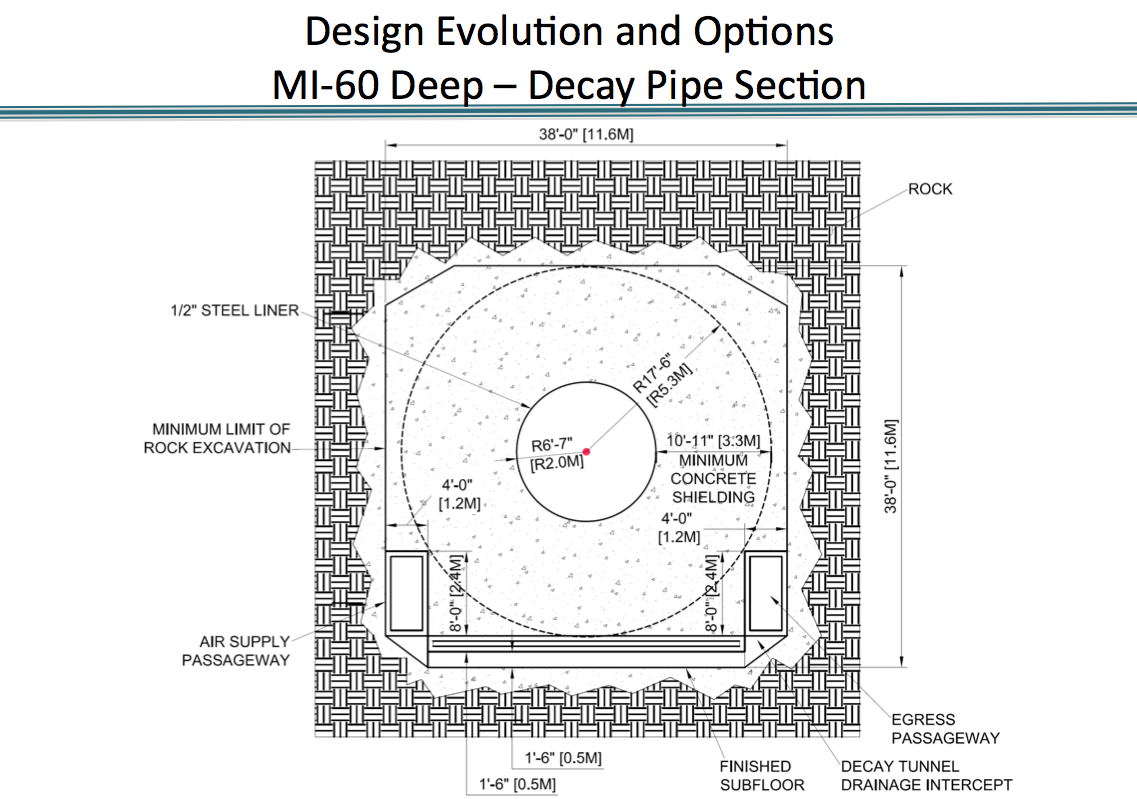 Design Evolution and Options
MI-60 Deep – Decay Pipe Section
38'-0" [11.6M]
ROCK
1/2" STEEL LINER
R17'-6"
[R5.3M]
MINIMUM LIMIT OF
ROCK EXCAVATION
R6'-7"
[R2.0M]
10'-11" [3.3M]
MINIMUM
CONCRETE
SHIELDING
38'-0" [11.6M]
4'-0"
[1.2M]
4'-0"
[1.2M]
8'-0" [2.4M]
8'-0" [2.4M]
AIR SUPPLY
PASSAGEWAY
EGRESS
PASSAGEWAY
1'-6" [0.5M]
1'-6" [0.5M]
FINISHED
SUBFLOOR
DECAY TUNNEL
DRAINAGE INTERCEPT